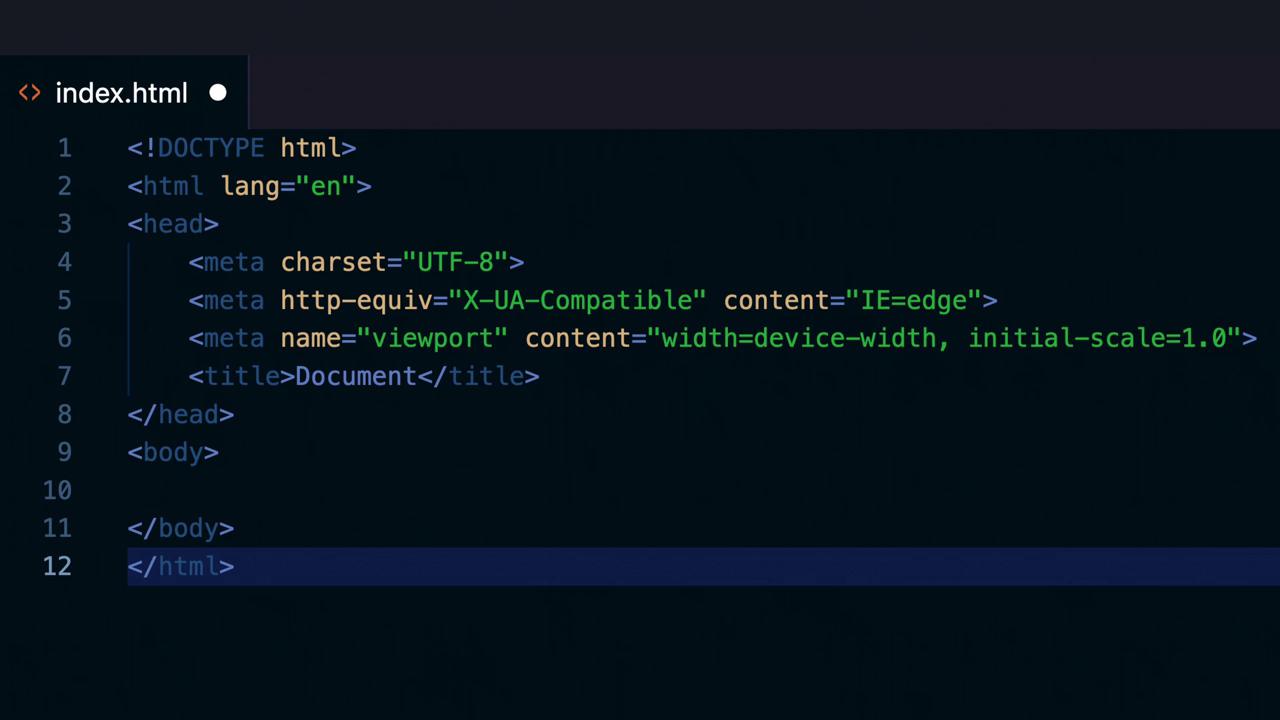 index.html
1 <!DOCTYPE html>
2 <html lang="en">
3 <head>
4     <meta charset="UTF-8">
5     <meta http-equiv="X-UA-Compatible" content="IE=edge">
6     <meta name="viewport" content="width=device-width, initial-scale=1.0">
7     <title>Document</title>
8 </head>
9 <body>
10
11 </body>
12 </html>